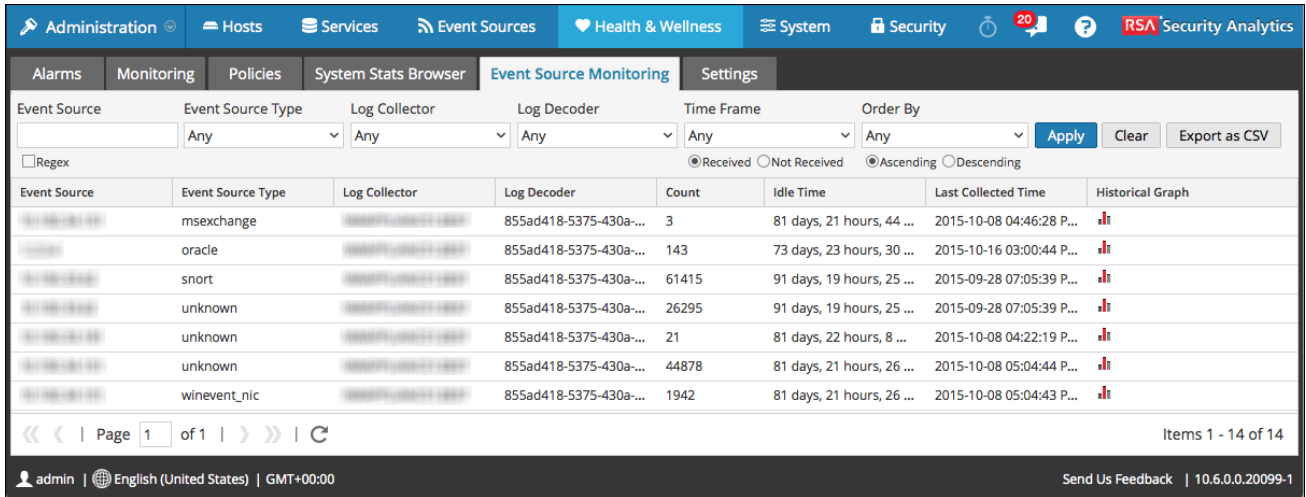 Administration Hosts Services Event Sources Health & Wellness System Security 20 ? RSA Security Analytics
Alarms Monitoring Policies System Stats Browser Event Source Monitoring Settings
Event Source Event Source Type Log Collector Log Decoder Time Frame Order By
Any Any Any Any Any Apply Clear Export as CSV
Regex Received Not Received Ascending Descending
Event Source Event Source Type Log Collector Log Decoder Count Idle Time Last Collected Time Historical Graph
msexchange 855ad418-5375-430a-... 3 81 days, 21 hours, 44 ... 2015-10-08 04:46:28 P...
oracle 855ad418-5375-430a-... 143 73 days, 23 hours, 30 ... 2015-10-16 03:00:44 P...
snort 855ad418-5375-430a-... 61415 91 days, 19 hours, 25 ... 2015-09-28 07:05:39 P...
unknown 855ad418-5375-430a-... 26295 91 days, 19 hours, 25 ... 2015-09-28 07:05:39 P...
unknown 855ad418-5375-430a-... 21 81 days, 22 hours, 8 ... 2015-10-08 04:22:19 P...
unknown 855ad418-5375-430a-... 44878 81 days, 21 hours, 26 ... 2015-10-08 05:04:44 P...
winevent_nic 855ad418-5375-430a-... 1942 81 days, 21 hours, 26 ... 2015-10-08 05:04:43 P...
| Page 1 of 1 | | Items 1 - 14 of 14
admin | English (United States) | GMT+00:00 Send Us Feedback | 10.6.0.0.20099-1